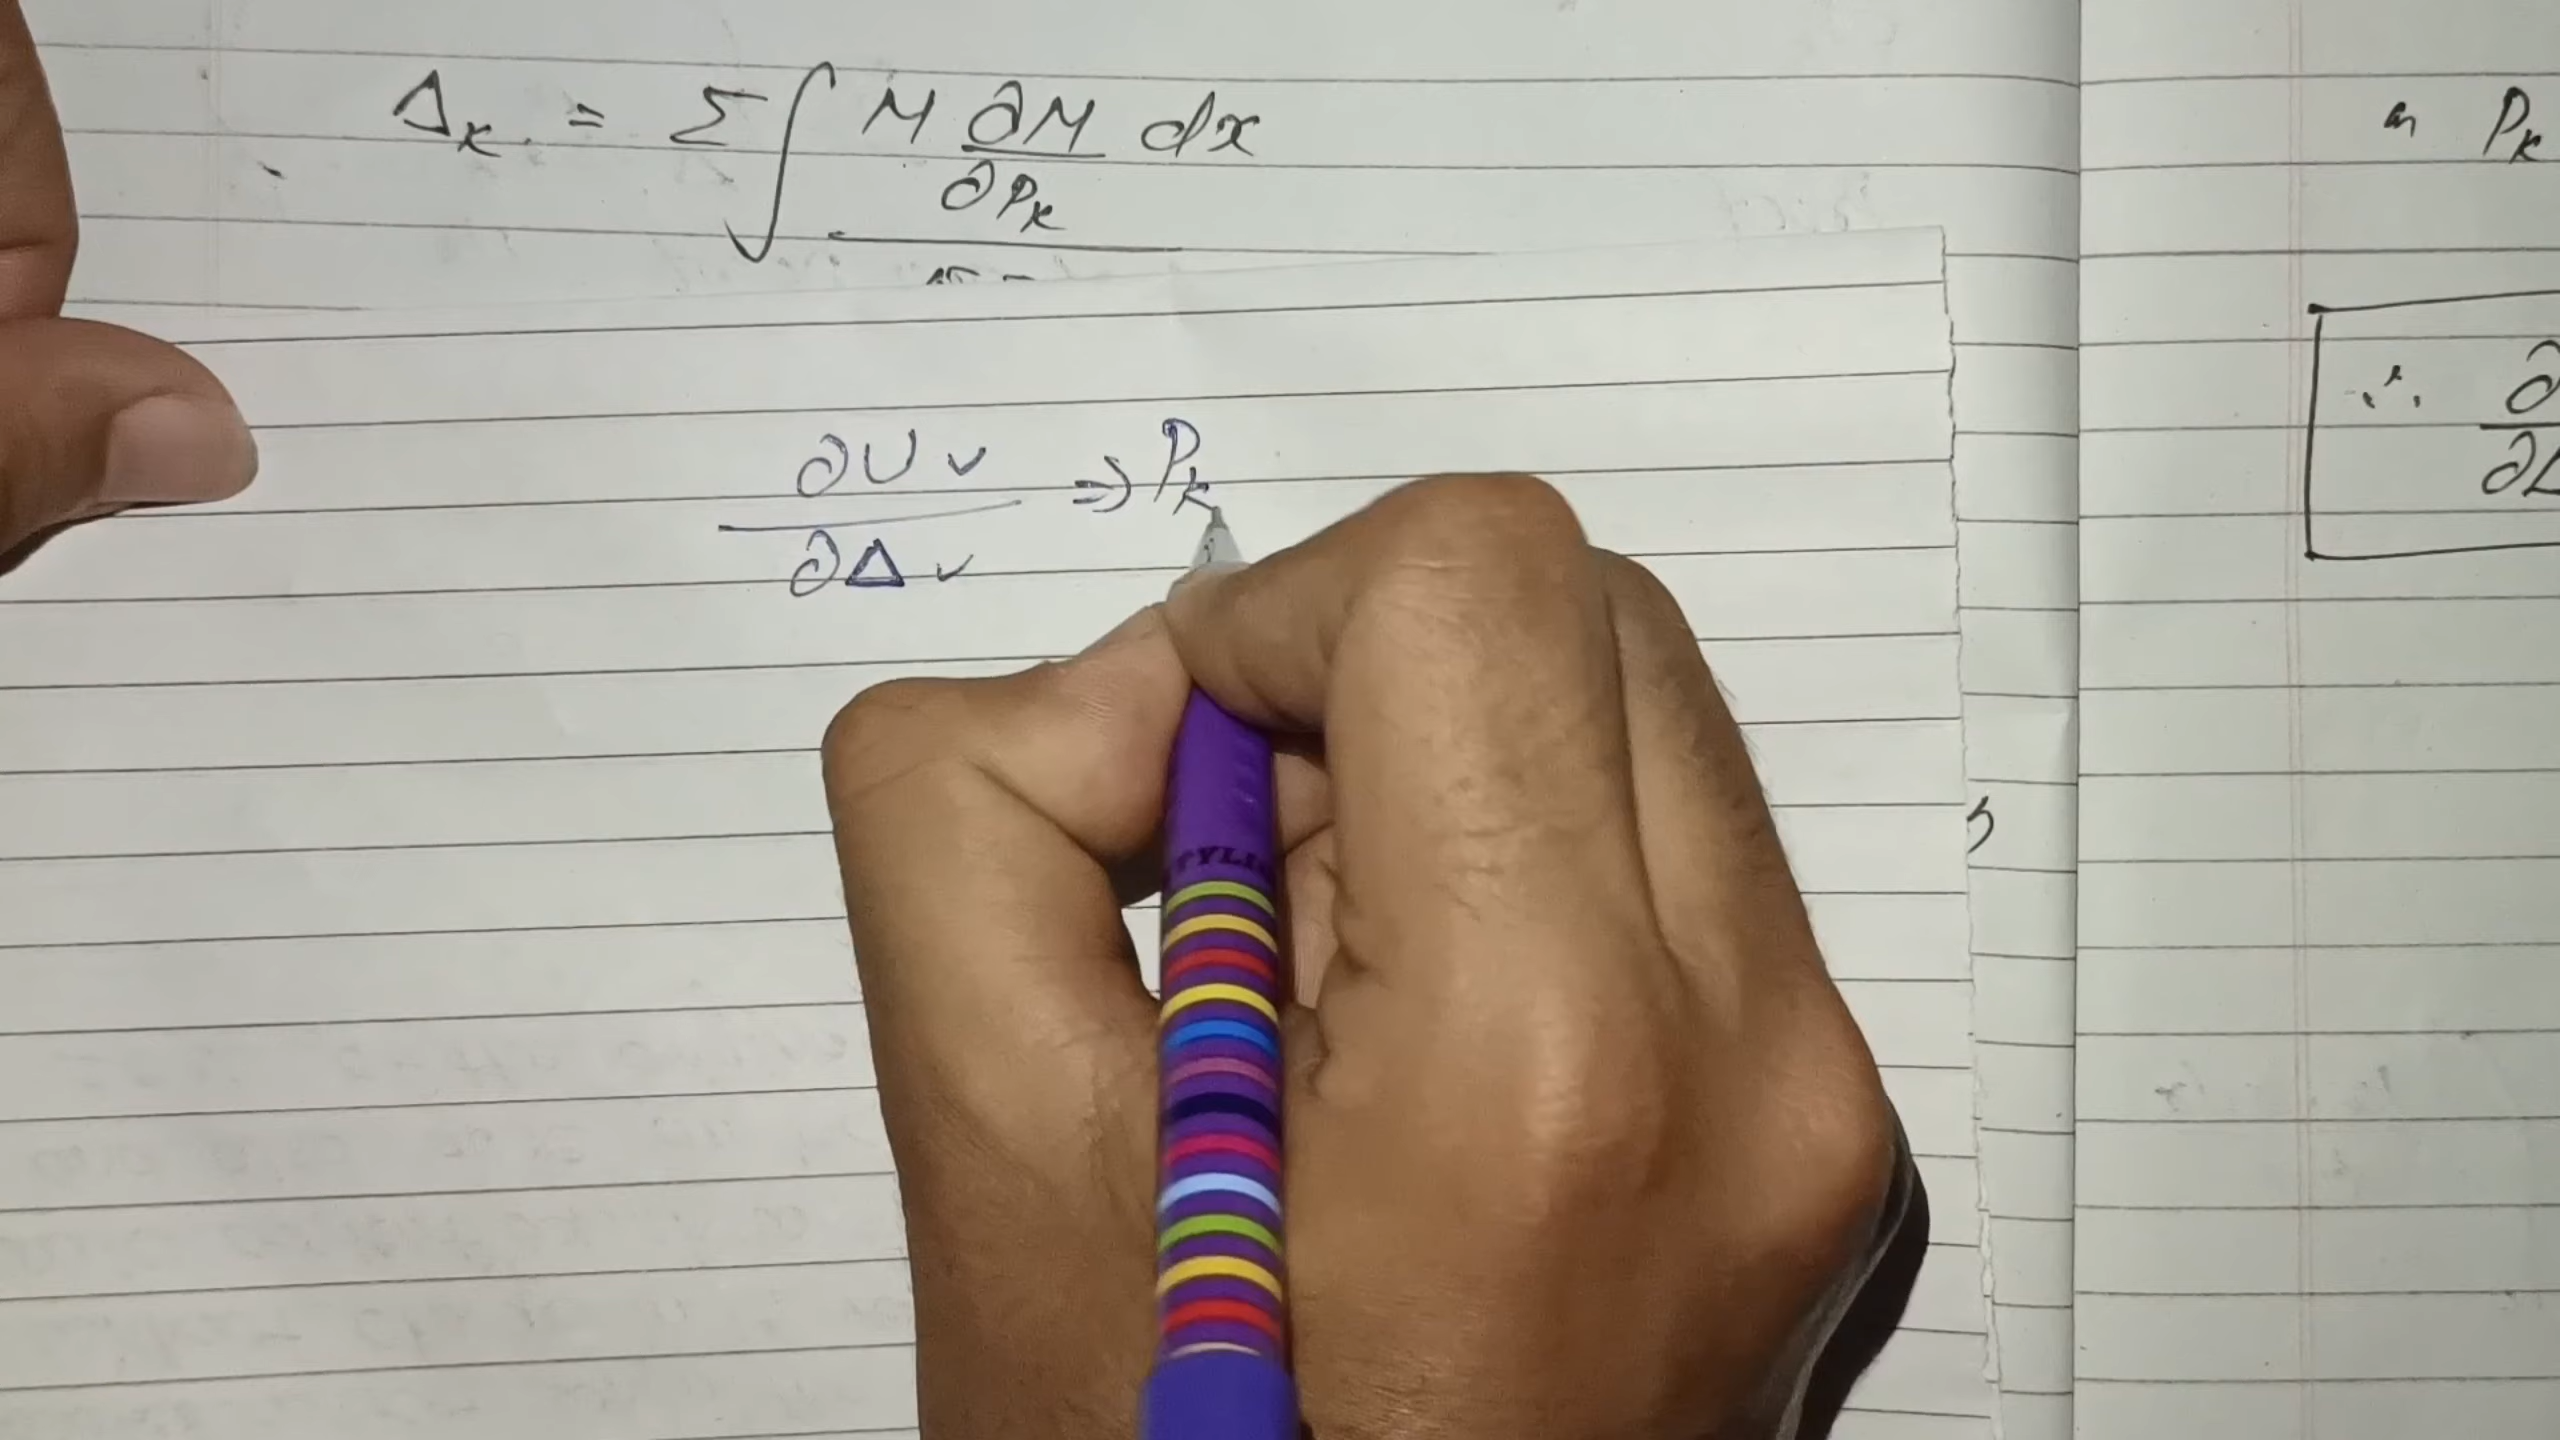 Δₖ = Σ∫ M ∂M dx
∂Pₖ
∂U ✓ ⇒ Pₖ
∂Δ ✓
Pₖ
∴ ∂
∂